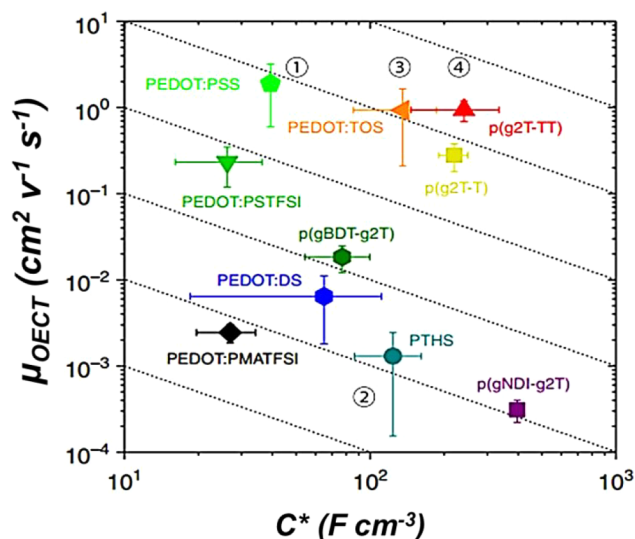 10¹
10⁰
10⁻¹
10⁻²
10⁻³
10⁻⁴
μOECT (cm² v⁻¹ s⁻¹)
PEDOT:PSS
①
③
④
PEDOT:TOS
p(g2T-TT)
p(g2T-T)
PEDOT:PSTFSI
p(gBDT-g2T)
PEDOT:DS
PEDOT:PMATFSI
PTHS
②
p(gNDI-g2T)
10¹ 10² 10³
C* (F cm⁻³)